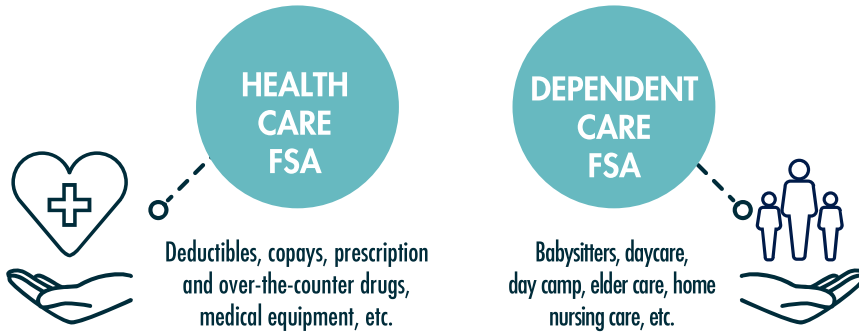 HEALTH
CARE
FSA
Deductibles, copays, prescription
and over-the-counter drugs,
medical equipment, etc.
DEPENDENT
CARE
FSA
Babysitters, daycare,
day camp, elder care, home
nursing care, etc.